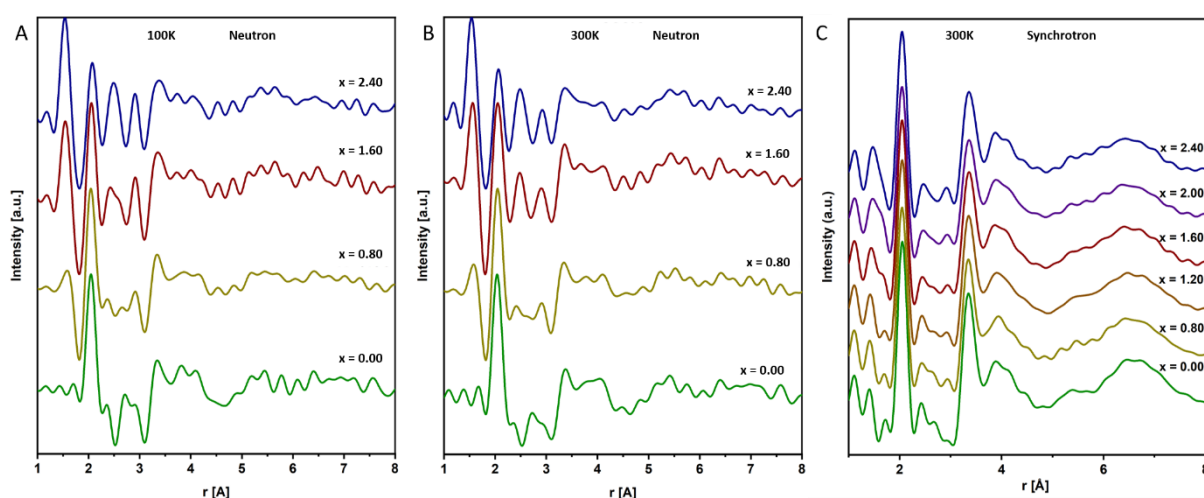 A
100K
Neutron
x = 2.40
x = 1.60
x = 0.80
x = 0.00
Intensity [a.u.]
1 2 3 4 5 6 7 8
r [A]
B
300K
Neutron
x = 2.40
x = 1.60
x = 0.80
x = 0.00
Intensity [a.u.]
1 2 3 4 5 6 7 8
r [A]
C
300K
Synchrotron
x = 2.40
x = 2.00
x = 1.60
x = 1.20
x = 0.80
x = 0.00
Intensity (a.u.)
2 4 6 8
r [Å]